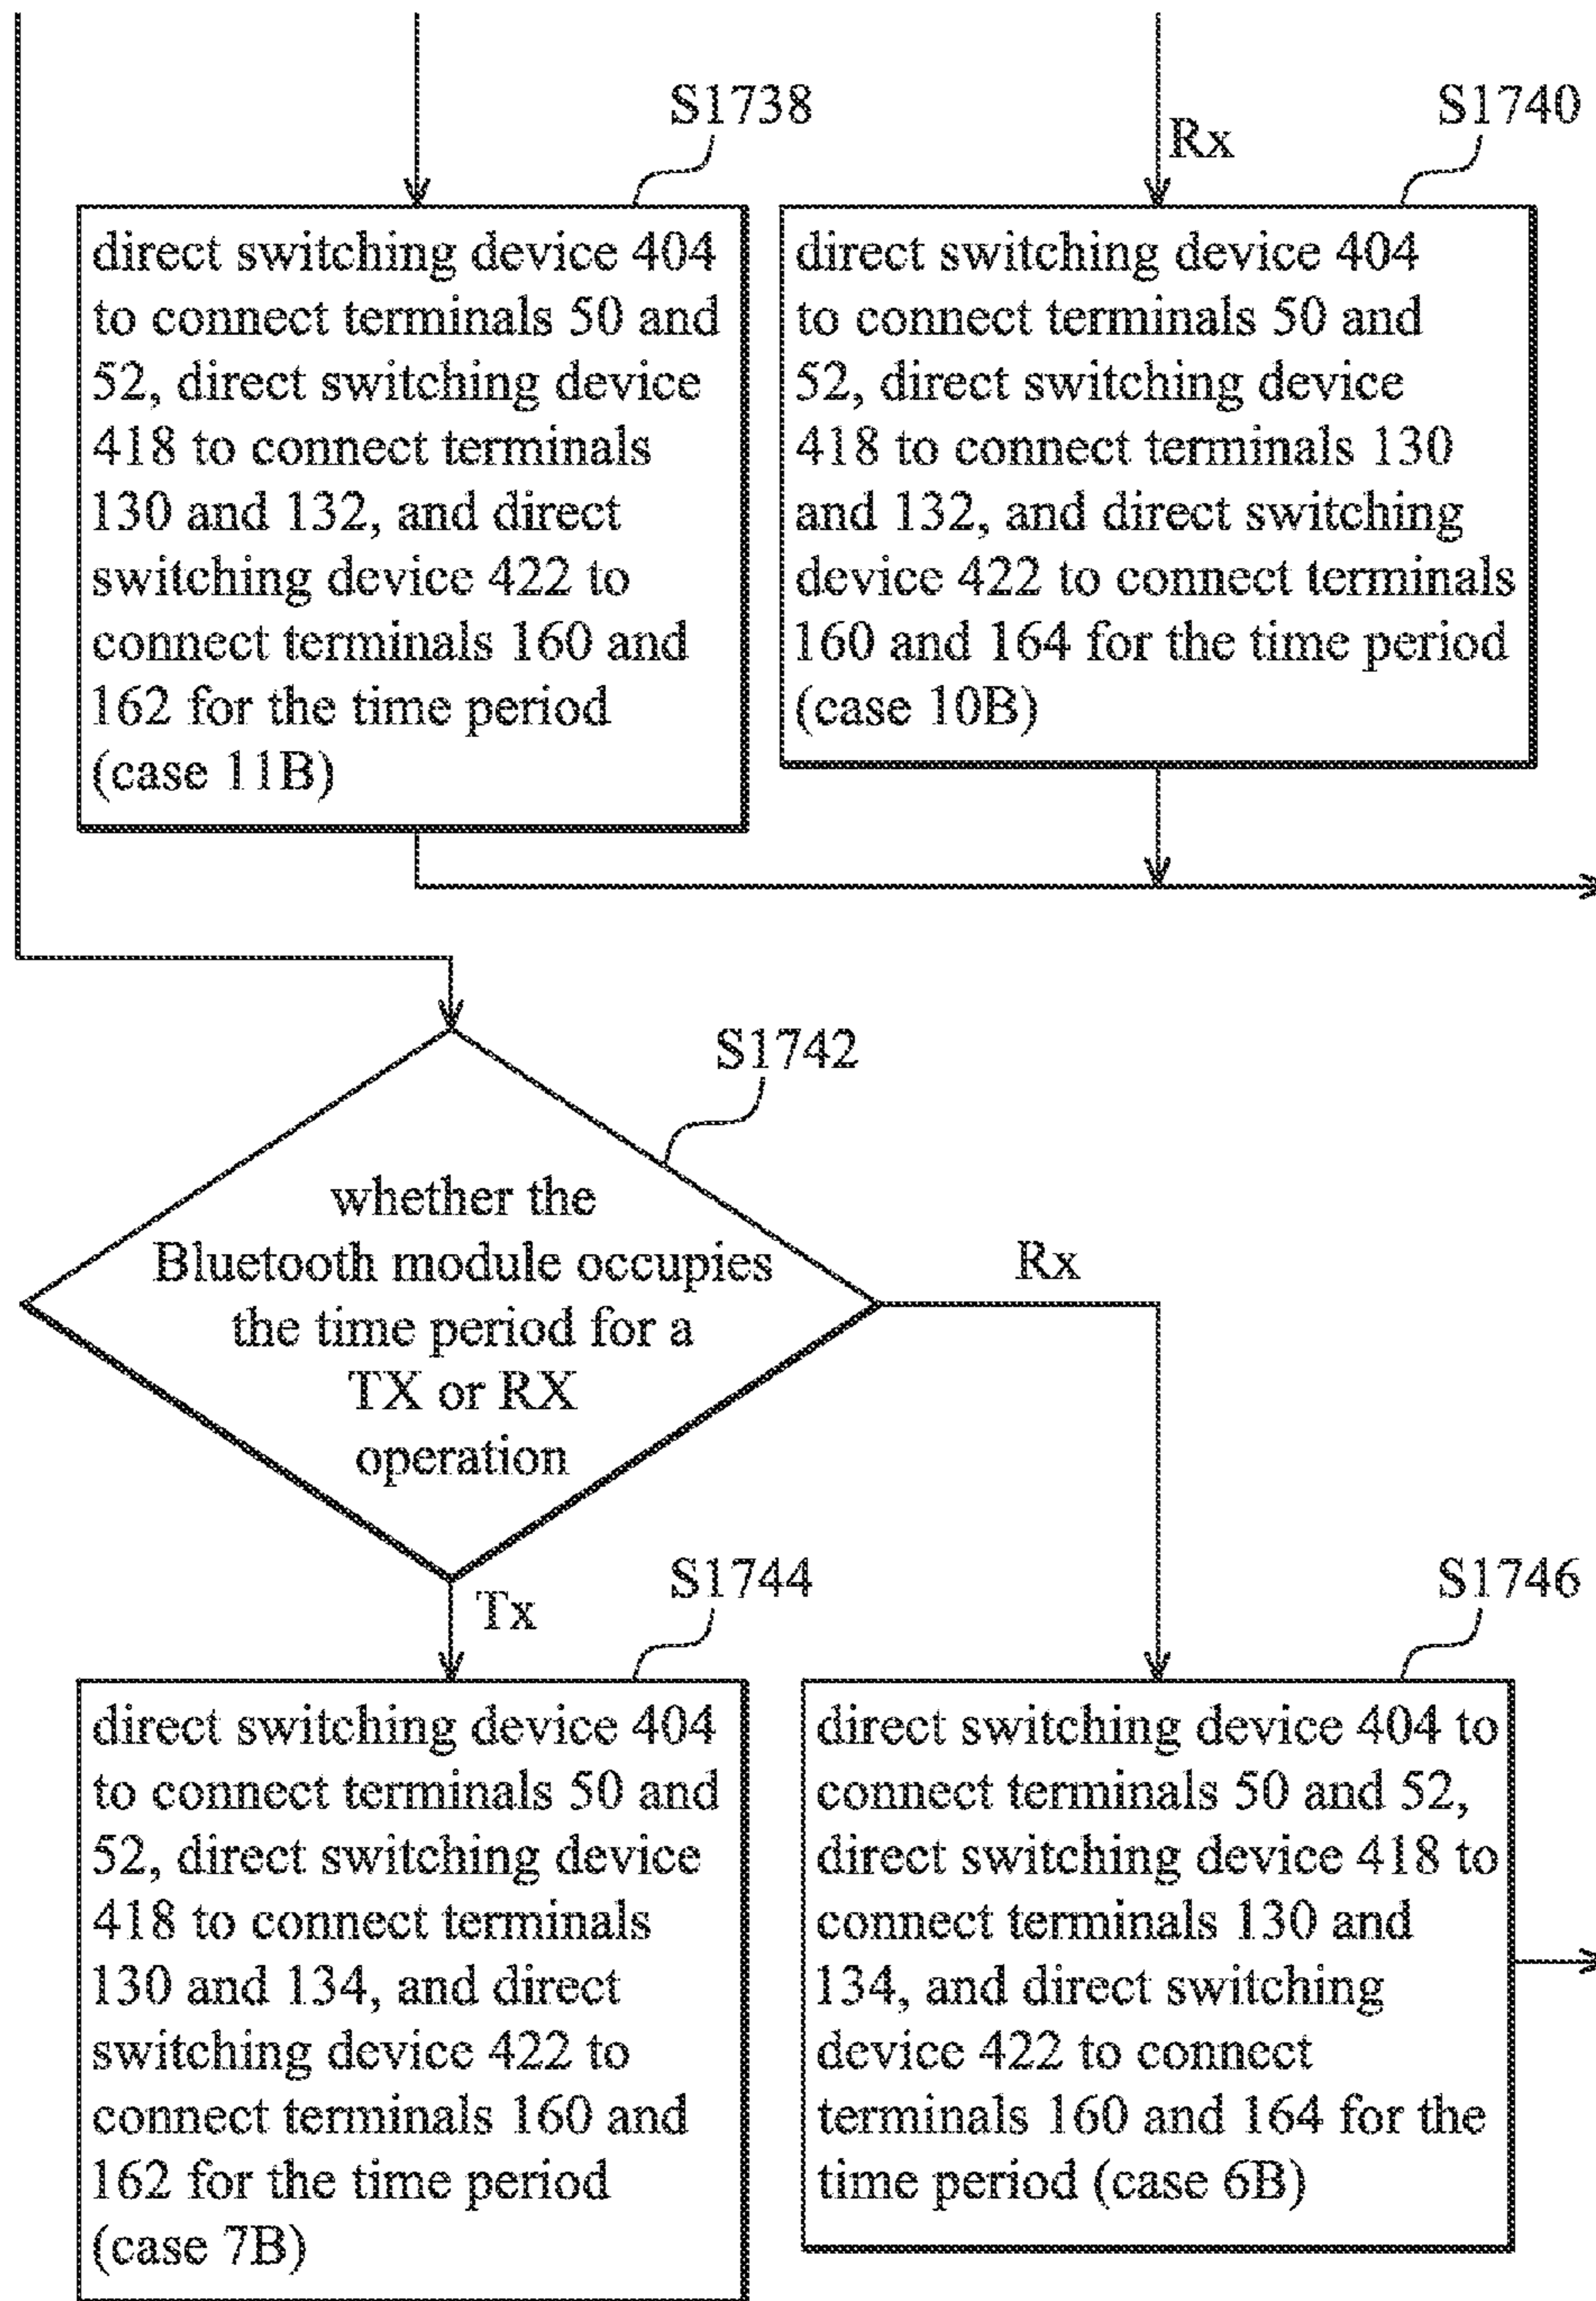 S1738
direct switching device 404
to connect terminals 50 and
52, direct switching device
418 to connect terminals
130 and 132, and direct
switching device 422 to
connect terminals 160 and
162 for the time period
(case 11B)
Rx
S1740
direct switching device 404
to connect terminals 50 and
52, direct switching device
418 to connect terminals 130
and 132, and direct switching
device 422 to connect terminals
160 and 164 for the time period
(case 10B)
S1742
whether the
Bluetooth module occupies
the time period for a
TX or RX
operation
Rx
Tx
S1744
direct switching device 404
to connect terminals 50 and
52, direct switching device
418 to connect terminals
130 and 134, and direct
switching device 422 to
connect terminals 160 and
162 for the time period
(case 7B)
S1746
direct switching device 404 to
connect terminals 50 and 52,
direct switching device 418 to
connect terminals 130 and
134, and direct switching
device 422 to connect
terminals 160 and 164 for the
time period (case 6B)